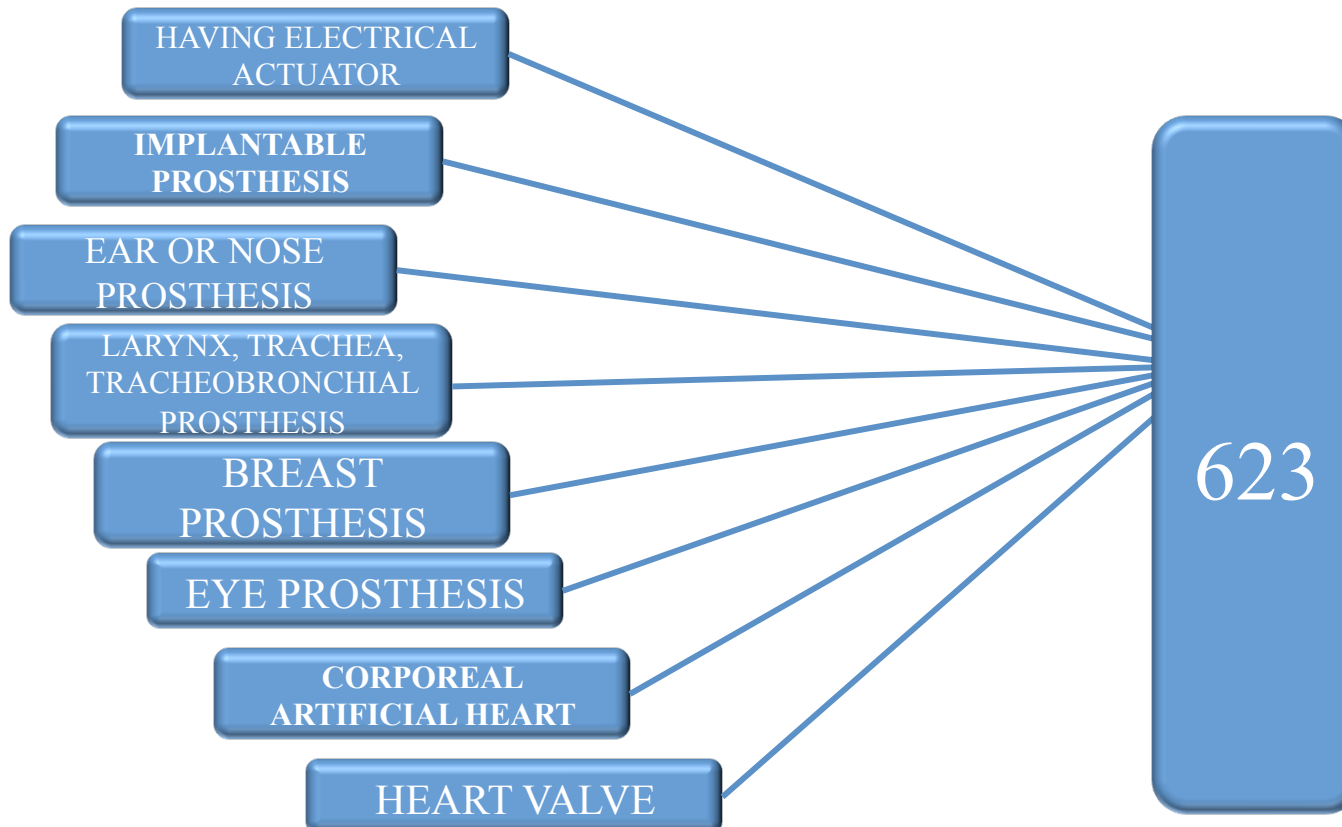 HAVING ELECTRICAL
ACTUATOR
IMPLANTABLE
PROSTHESIS
EAR OR NOSE
PROSTHESIS
LARYNX, TRACHEA,
TRACHEOBRONCHIAL
PROSTHESIS
BREAST
PROSTHESIS
EYE PROSTHESIS
CORPOREAL
ARTIFICIAL HEART
HEART VALVE
623